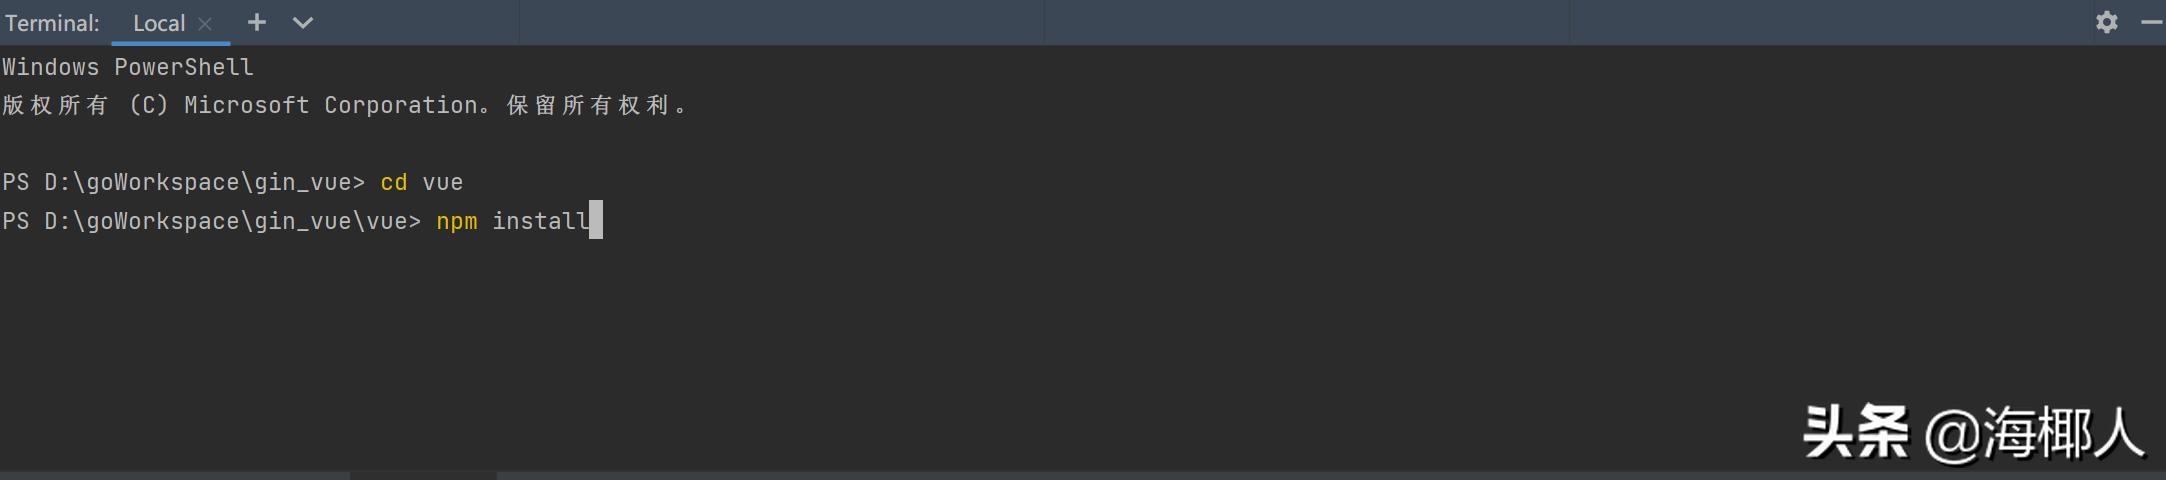 Terminal: Local
Windows PowerShell
版权所有 (C) Microsoft Corporation。保留所有权利。
PS D:\goWorkspace\gin_vue> cd vue
PS D:\goWorkspace\gin_vue\vue> npm install
头条 @海椰人